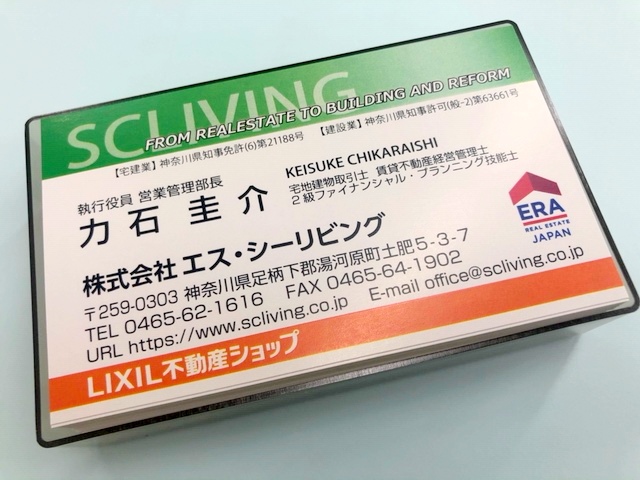 SCLIVING
FROM REALESTATE TO BUILDING AND REFORM
【宅建業】神奈川県知事免許(6)第21188号 【建設業】神奈川県知事許可(般-2)第63661号
執行役員 営業管理部長
KEISUKE CHIKARAISHI
力石圭介
宅地建物取引士 賃貸不動産経営管理士
2級ファイナンシャル・プランニング技能士
株式会社エス・シーリビング
〒259-0303 神奈川県足柄下郡湯河原町土肥5-3-7
TEL 0465-62-1616 FAX 0465-64-1902
URL https://www.scliving.co.jp E-mail office@scliving.co.jp
ERA
REAL ESTATE
JAPAN
LIXIL不動産ショップ